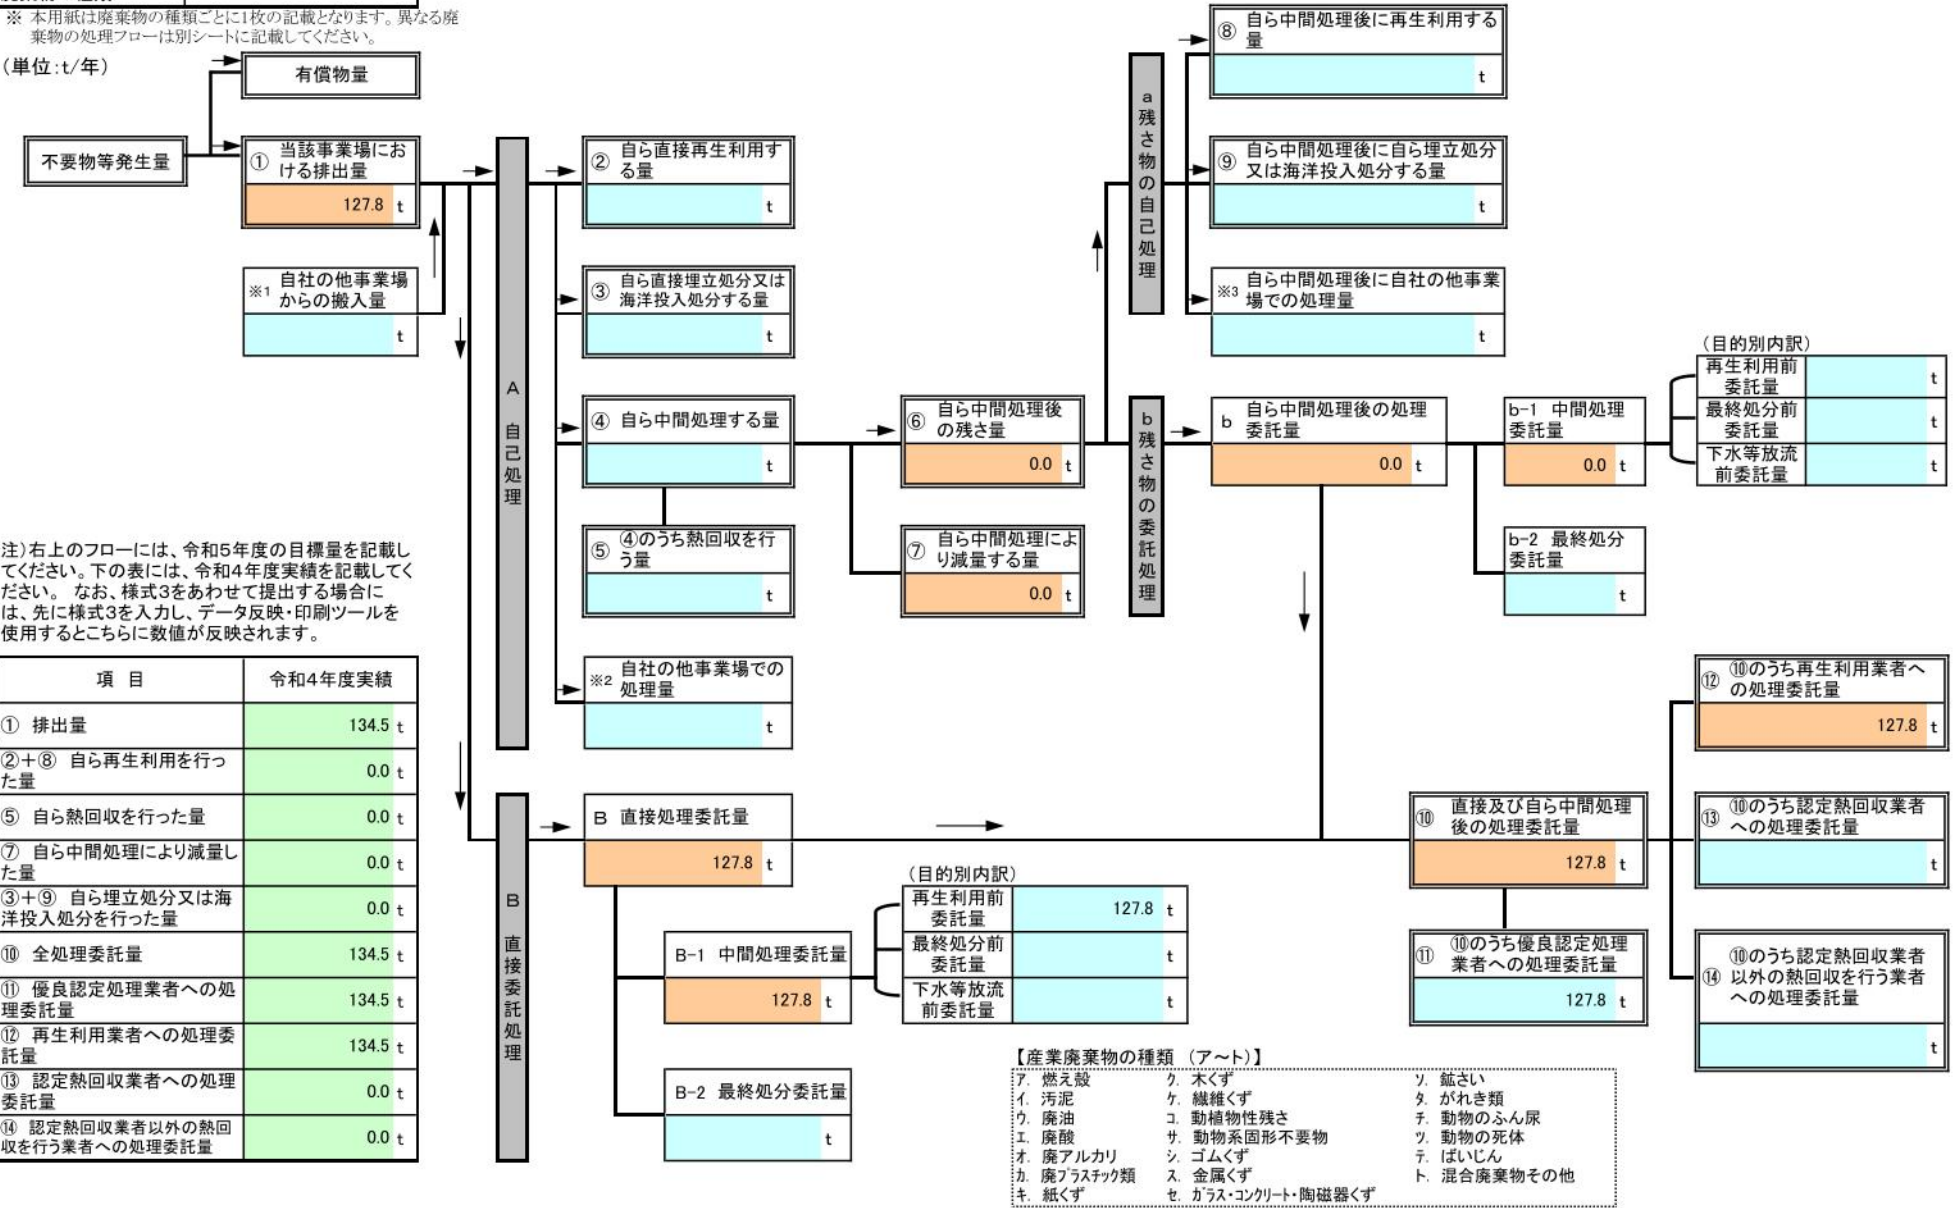 ※ 本用紙は廃棄物の種類ごとに1枚の記載となります。異なる廃
棄物の処理フローは別シートに記載してください。
(単位:t/年)
有償物量
不要物等発生量
① 当該事業場にお
ける排出量
127.8 t
※1 自社の他事業場
からの搬入量
t
A 自己処理
② 自ら直接再生利用す
る量
t
③ 自ら直接埋立処分又は
海洋投入処分する量
t
④ 自ら中間処理する量
t
⑤ ④のうち熱回収を行
う量
t
※2 自社の他事業場での
処理量
t
⑥ 自ら中間処理後
の残さ量
0.0 t
⑦ 自ら中間処理によ
り減量する量
0.0 t
a 残さ物の自己処理
⑧ 自ら中間処理後に再生利用する
量
t
⑨ 自ら中間処理後に自ら埋立処分
又は海洋投入処分する量
t
※3 自ら中間処理後に自社の他事業
場での処理量
t
b 残さ物の委託処理
b 自ら中間処理後の処理
委託量
0.0 t
b-1 中間処理
委託量
0.0 t
b-2 最終処分
委託量
t
(目的別内訳)
再生利用前
委託量
t
最終処分前
委託量
t
下水等放流
前委託量
t
注)右上のフローには、令和5年度の目標量を記載し
てください。下の表には、令和4年度実績を記載してく
ださい。 なお、様式3をあわせて提出する場合に
は、先に様式3を入力し、データ反映・印刷ツールを
使用するとこちらに数値が反映されます。
項 目 令和4年度実績
① 排出量 134.5 t
②+⑧ 自ら再生利用を行っ
た量
0.0 t
⑤ 自ら熱回収を行った量 0.0 t
⑦ 自ら中間処理により減量し
た量
0.0 t
③+⑨ 自ら埋立処分又は海
洋投入処分を行った量
0.0 t
⑩ 全処理委託量 134.5 t
⑪ 優良認定処理業者への処
理委託量
134.5 t
⑫ 再生利用業者への処理委
託量
134.5 t
⑬ 認定熱回収業者への処理
委託量
0.0 t
⑭ 認定熱回収業者以外の熱回
収を行う業者への処理委託量
0.0 t
B 直接委託処理
B 直接処理委託量
127.8 t
B-1 中間処理委託量
127.8 t
B-2 最終処分委託量
t
(目的別内訳)
再生利用前
委託量
127.8 t
最終処分前
委託量
t
下水等放流
前委託量
t
⑩ 直接及び自ら中間処理
後の処理委託量
127.8 t
⑪ ⑩のうち優良認定処理
業者への処理委託量
127.8 t
⑫ ⑩のうち再生利用業者へ
の処理委託量
127.8 t
⑬ ⑩のうち認定熱回収業者
への処理委託量
t
⑭ ⑩のうち認定熱回収業者
以外の熱回収を行う業者
への処理委託量
t
【産業廃棄物の種類 (ア~ト)】
ア. 燃え殻 ク. 木くず ソ. 鉱さい
イ. 汚泥 ケ. 繊維くず タ. がれき類
ウ. 廃油 コ. 動植物性残さ チ. 動物のふん尿
エ. 廃酸 サ. 動物系固形不要物 ツ. 動物の死体
オ. 廃アルカリ シ. ゴムくず テ. ばいじん
カ. 廃プラスチック類 ス. 金属くず ト. 混合廃棄物その他
キ. 紙くず セ. ガラス・コンクリート・陶磁器くず